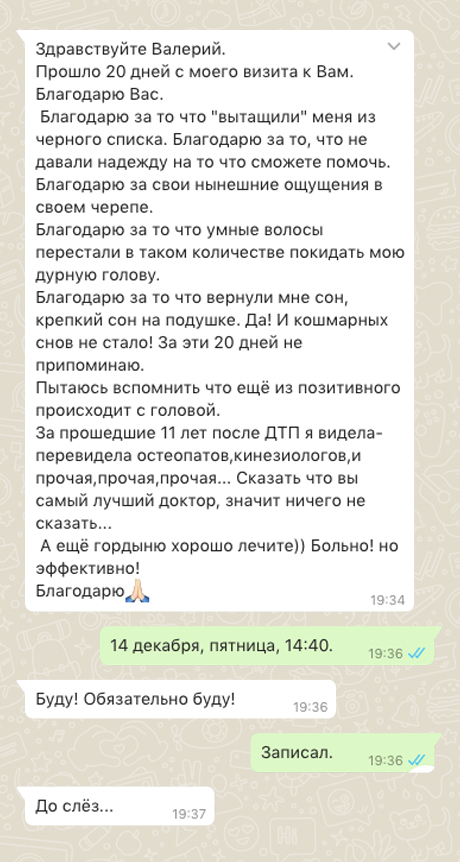 Здравствуйте Валерий.
Прошло 20 дней с моего визита к Вам.
Благодарю Вас.
Благодарю за то что "вытащили" меня из
черного списка. Благодарю за то, что не
давали надежду на то что сможете помочь.
Благодарю за свои нынешние ощущения в
своем черепе.
Благодарю за то что умные волосы
перестали в таком количестве покидать мою
дурную голову.
Благодарю за то что вернули мне сон,
крепкий сон на подушке. Да! И кошмарных
снов не стало! За эти 20 дней не
припоминаю.
Пытаюсь вспомнить что ещё из позитивного
происходит с головой.
За прошедшие 11 лет после ДТП я видела-
перевидела остеопатов,кинезиологов,и
прочая,прочая,прочая... Сказать что вы
самый лучший доктор, значит ничего не
сказать...
А ещё гордыню хорошо лечите)) Больно! но
эффективно!
Благодарю🙏🏻
19:34
14 декабря, пятница, 14:40.
19:36
Буду! Обязательно буду!
19:36
Записал.
19:36
До слёз...
19:37